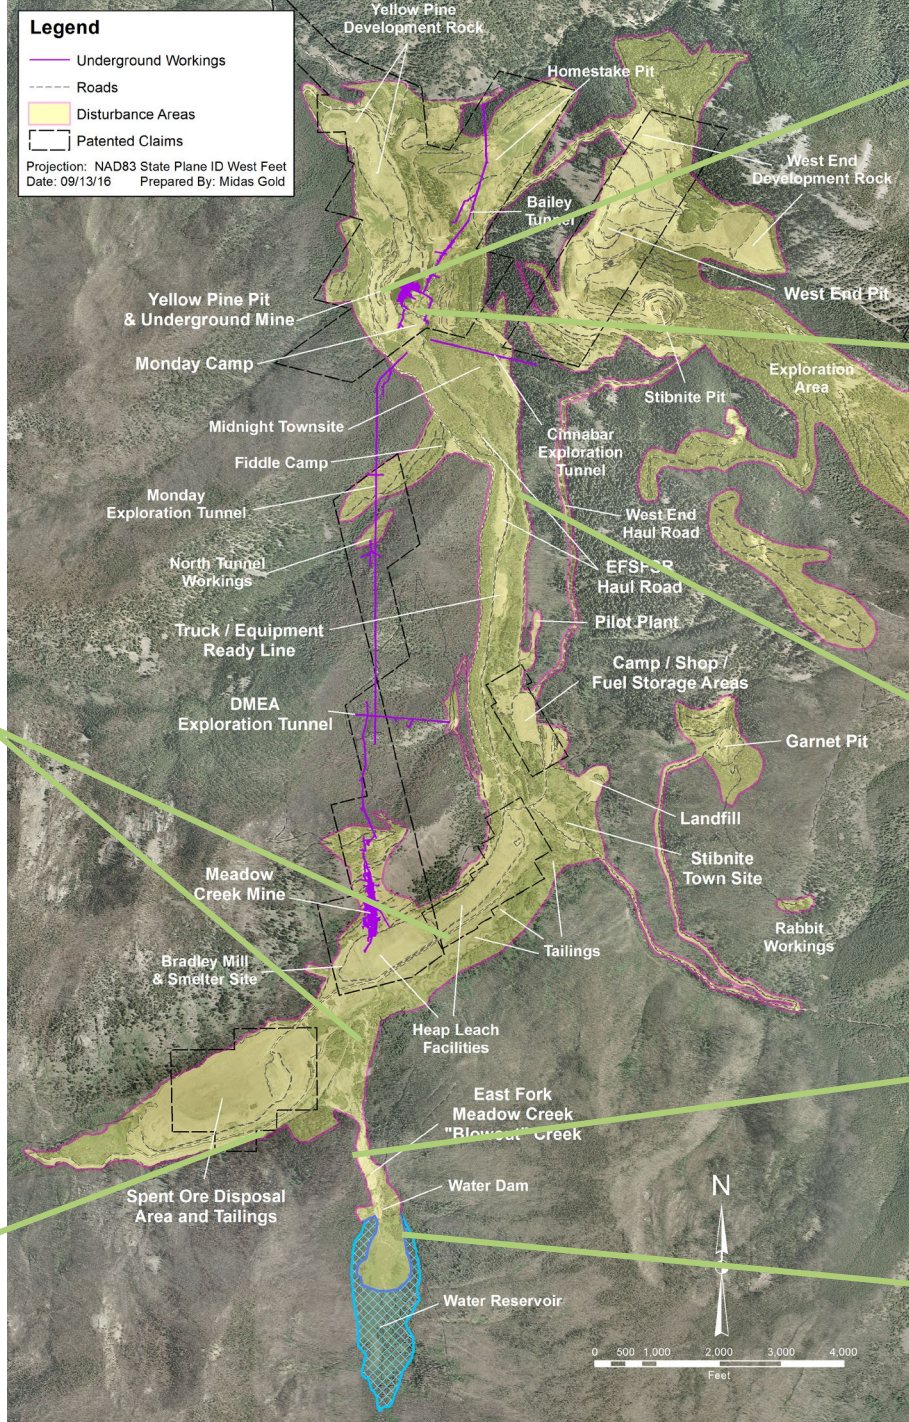 Legend
Underground Workings
Roads
Disturbance Areas
Patented Claims
Projection: NAD83 State Plane ID West Feet
Date: 09/13/16 Prepared By: Midas Gold
Yellow Pine
Development Rock
Homestake Pit
West End
Development Rock
Bailey
Tunnel
West End Pit
Yellow Pine Pit
& Underground Mine
Monday Camp
Exploration
Area
Stibnite Pit
Midnight Townsite
Cinnabar
Exploration
Tunnel
Fiddle Camp
Monday
Exploration Tunnel
West End
Haul Road
North Tunnel
Workings
EFSFSR
Haul Road
Truck / Equipment
Ready Line
Pilot Plant
Camp / Shop /
Fuel Storage Areas
DMEA
Exploration Tunnel
Garnet Pit
Landfill
Stibnite
Town Site
Meadow
Creek Mine
Rabbit
Workings
Tailings
Bradley Mill
& Smelter Site
Heap Leach
Facilities
East Fork
Meadow Creek
"Blowout" Creek
Water Dam
N
Spent Ore Disposal
Area and Tailings
Water Reservoir
0 500 1,000 2,000 3,000 4,000
Feet